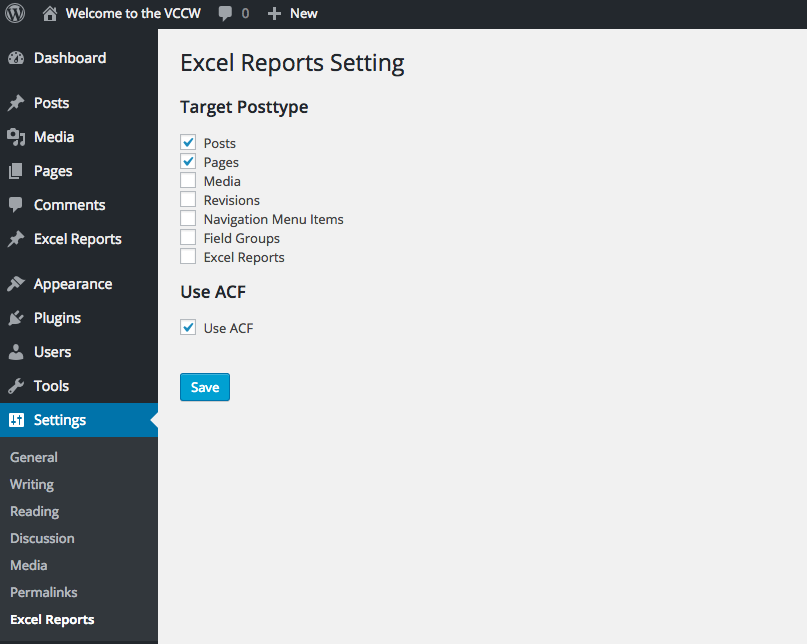 Welcome to the VCCW 0 New
Dashboard
Posts
Media
Pages
Comments
Excel Reports
Appearance
Plugins
Users
Tools
Settings
General
Writing
Reading
Discussion
Media
Permalinks
Excel Reports
Excel Reports Setting
Target Posttype
Posts
Pages
Media
Revisions
Navigation Menu Items
Field Groups
Excel Reports
Use ACF
Use ACF
Save